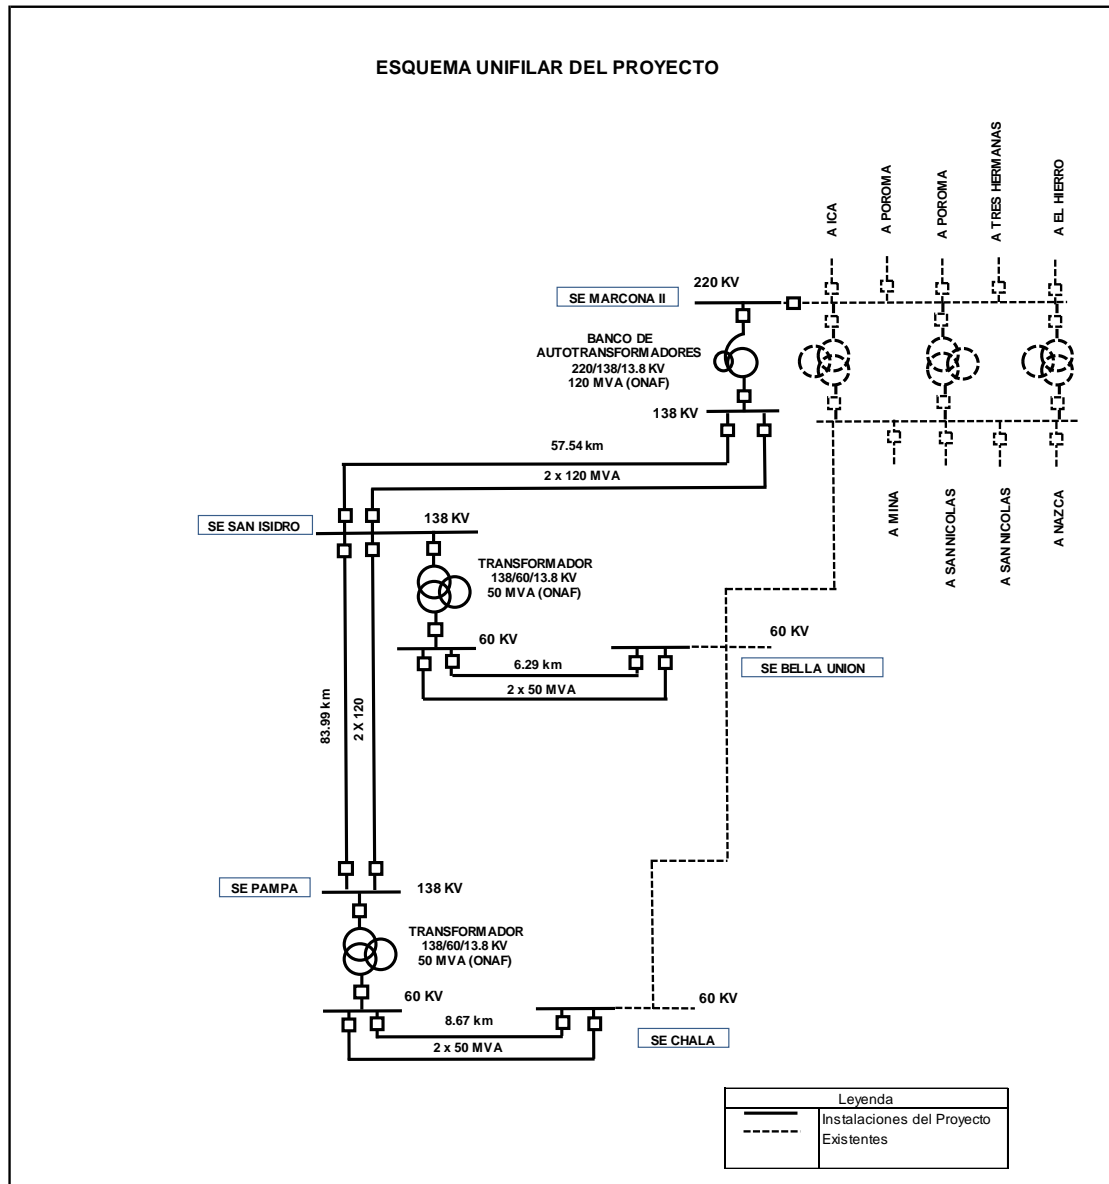 ESQUEMA UNIFILAR DEL PROYECTO
A ICA
A POROMA
A POROMA
A TRES HERMANAS
A EL HIERRO
220 KV
SE MARCONA II
BANCO DE
AUTOTRANSFORMADORES
220/138/13.8 KV
120 MVA (ONAF)
138 KV
57.54 km
2 x 120 MVA
A MINA
A SAN NICOLAS
A SAN NICOLAS
A NAZCA
SE SAN ISIDRO
138 KV
TRANSFORMADOR
138/60/13.8 KV
50 MVA (ONAF)
60 KV
60 KV
6.29 km
SE BELLA UNION
2 x 50 MVA
83.99 km
2 X 120
SE PAMPA
138 KV
TRANSFORMADOR
138/60/13.8 KV
50 MVA (ONAF)
60 KV
60 KV
8.67 km
SE CHALA
2 x 50 MVA
Leyenda
Instalaciones del Proyecto
Existentes